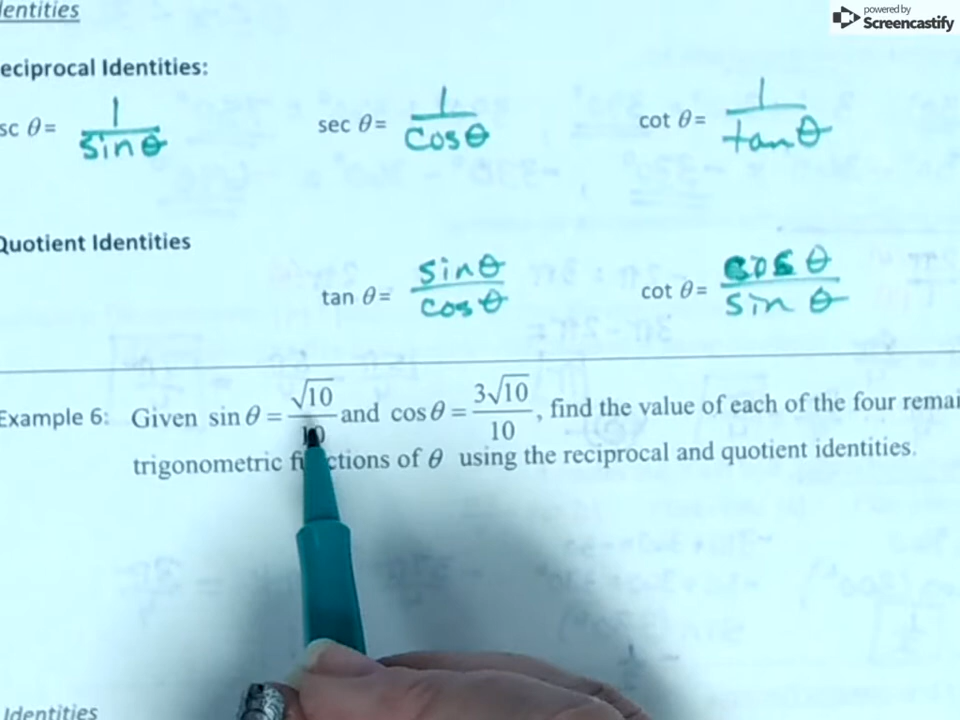 dentities
powered by
Screencastify
eciprocal Identities:
sc θ = 1/sin θ sec θ = 1/cos θ cot θ = 1/tan θ
Quotient Identities
tan θ = sin θ/cos θ cot θ = cos θ/sin θ
Example 6: Given sin θ = √10/10 and cos θ = 3√10/10, find the value of each of the four remai
trigonometric f ctions of θ using the reciprocal and quotient identities.
Identities